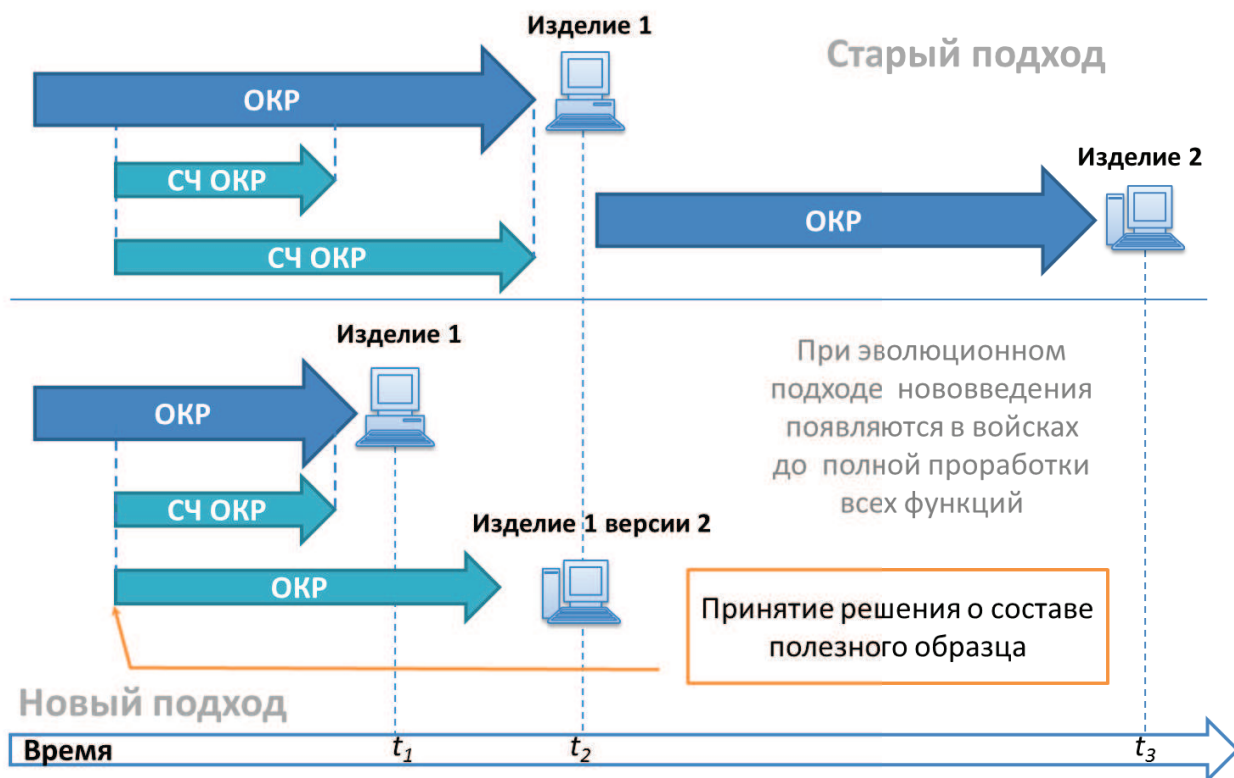 Изделие 1
Старый подход
ОКР
СЧ ОКР
СЧ ОКР
Изделие 2
ОКР
Изделие 1
ОКР
СЧ ОКР
Изделие 1 версии 2
ОКР
При эволюционном
подходе нововведения
появляются в войсках
до полной проработки
всех функций
Принятие решения о составе
полезного образца
Новый подход
Время
t1
t2
t3